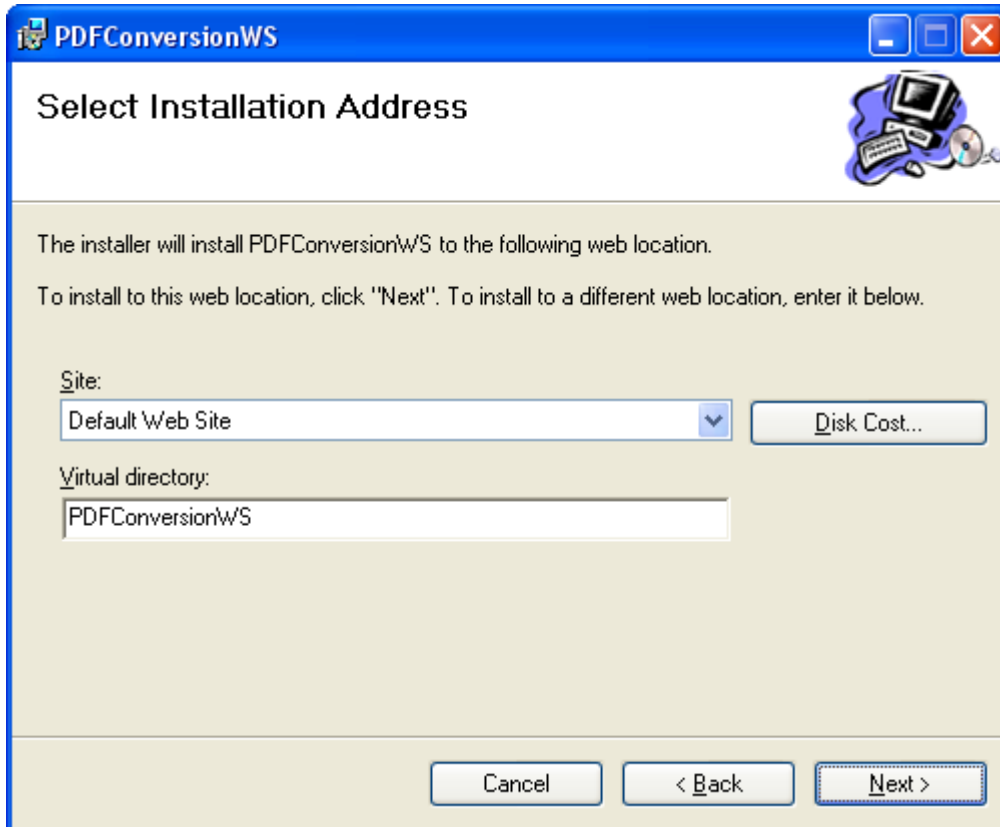 PDFConversionWS
Select Installation Address
The installer will install PDFConversionWS to the following web location.
To install to this web location, click "Next". To install to a different web location, enter it below.
Site:
Default Web Site
Disk Cost...
Virtual directory:
PDFConversionWS
Cancel
< Back
Next >